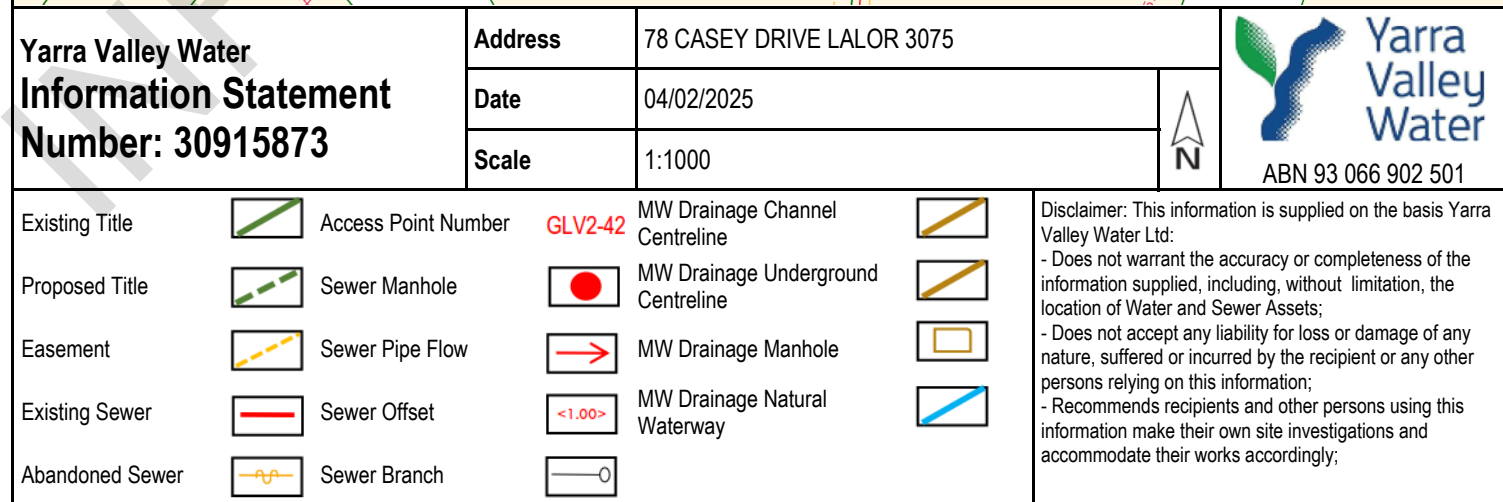 Yarra Valley Water
Information Statement
Number: 30915873
Address
78 CASEY DRIVE LALOR 3075
Date
04/02/2025
Scale
1:1000
N
Yarra
Valley
Water
ABN 93 066 902 501
Existing Title
Proposed Title
Easement
Existing Sewer
Abandoned Sewer
Access Point Number
GLV2-42
Sewer Manhole
Sewer Pipe Flow
Sewer Offset
<1.00>
Sewer Branch
MW Drainage Channel
Centreline
MW Drainage Underground
Centreline
MW Drainage Manhole
MW Drainage Natural
Waterway
Disclaimer: This information is supplied on the basis Yarra
Valley Water Ltd:
- Does not warrant the accuracy or completeness of the
information supplied, including, without limitation, the
location of Water and Sewer Assets;
- Does not accept any liability for loss or damage of any
nature, suffered or incurred by the recipient or any other
persons relying on this information;
- Recommends recipients and other persons using this
information make their own site investigations and
accommodate their works accordingly;